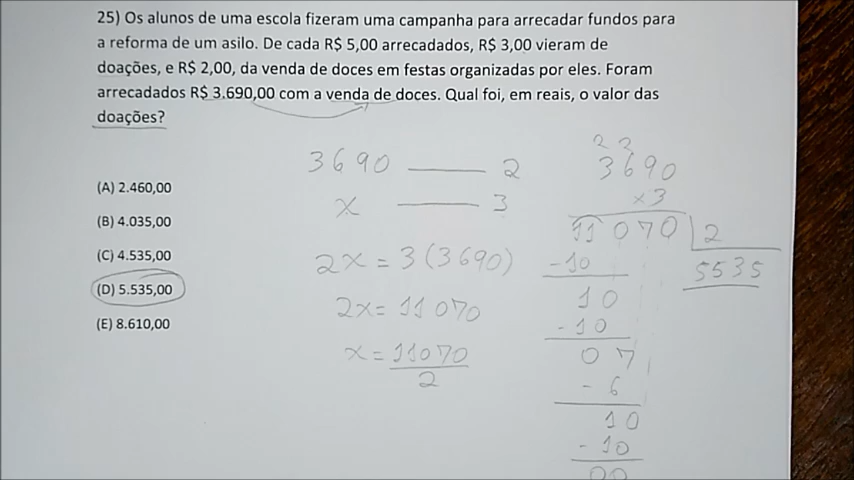 25) Os alunos de uma escola fizeram uma campanha para arrecadar fundos para
a reforma de um asilo. De cada R$ 5,00 arrecadados, R$ 3,00 vieram de
doações, e R$ 2,00, da venda de doces em festas organizadas por eles. Foram
arrecadados R$ 3.690,00 com a venda de doces. Qual foi, em reais, o valor das
doações?
(A) 2.460,00
(B) 4.035,00
(C) 4.535,00
(D) 5.535,00
(E) 8.610,00
3690 —— 2
x —— 3
2x = 3(3690)
2x = 11070
x = 11070
2
2 2
3690
x3
11070 2
-10 5535
10
-10
07
-6
10
-10
00